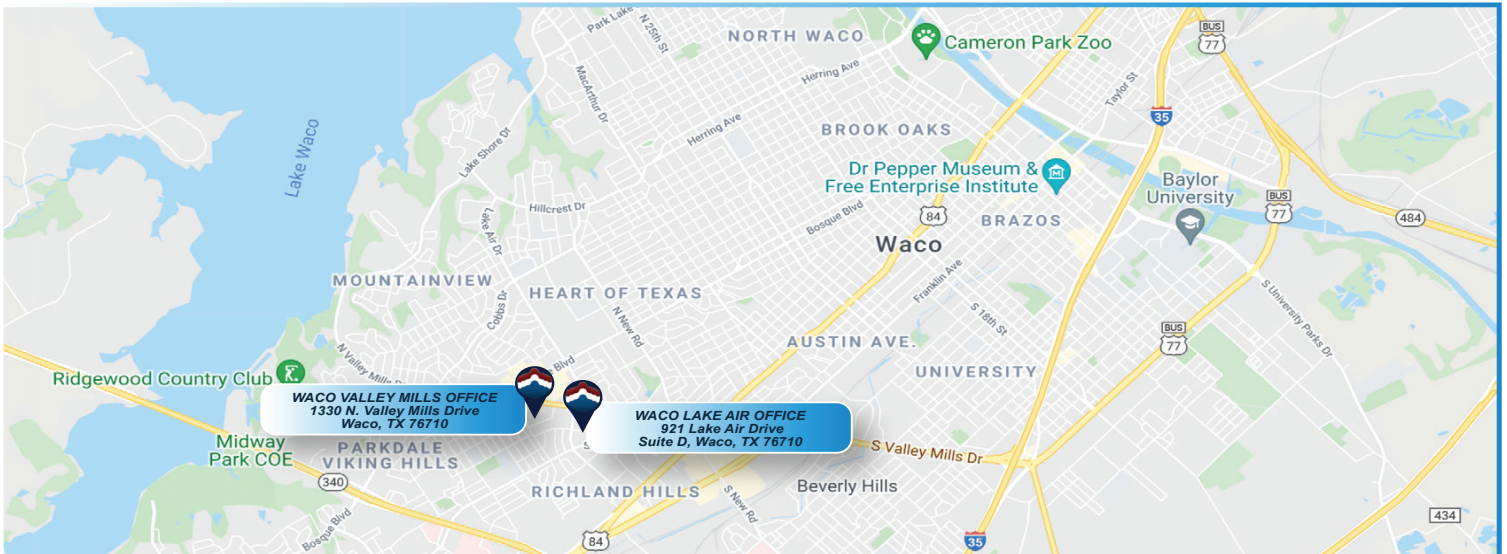 Park Lake
N 25th St
NORTH WACO
Cameron Park Zoo
BUS
77
MacArthur Dr
Herring Ave
Taylor St
35
Lake Waco
Lake Shore Dr
Herring Ave
BROOK OAKS
Dr Pepper Museum &
Free Enterprise Institute
Baylor
University
Hillcrest Dr
Lake Air Dr
Bosque Blvd
84
BRAZOS
BUS
77
484
Waco
MOUNTAINVIEW
HEART OF TEXAS
Cobbs Dr
N New Rd
Franklin Ave
S 18th St
S University Parks Dr
BUS
77
AUSTIN AVE.
N Valley Mills
Blvd
UNIVERSITY
Ridgewood Country Club
WACO VALLEY MILLS OFFICE
1330 N. Valley Mills Drive
Waco, TX 76710
WACO LAKE AIR OFFICE
921 Lake Air Drive
Suite D, Waco, TX 76710
Midway
Park COE
PARKDALE
VIKING HILLS
S Valley Mills Dr
340
RICHLAND HILLS
S New Rd
Beverly Hills
Bosque Blvd
84
35
434